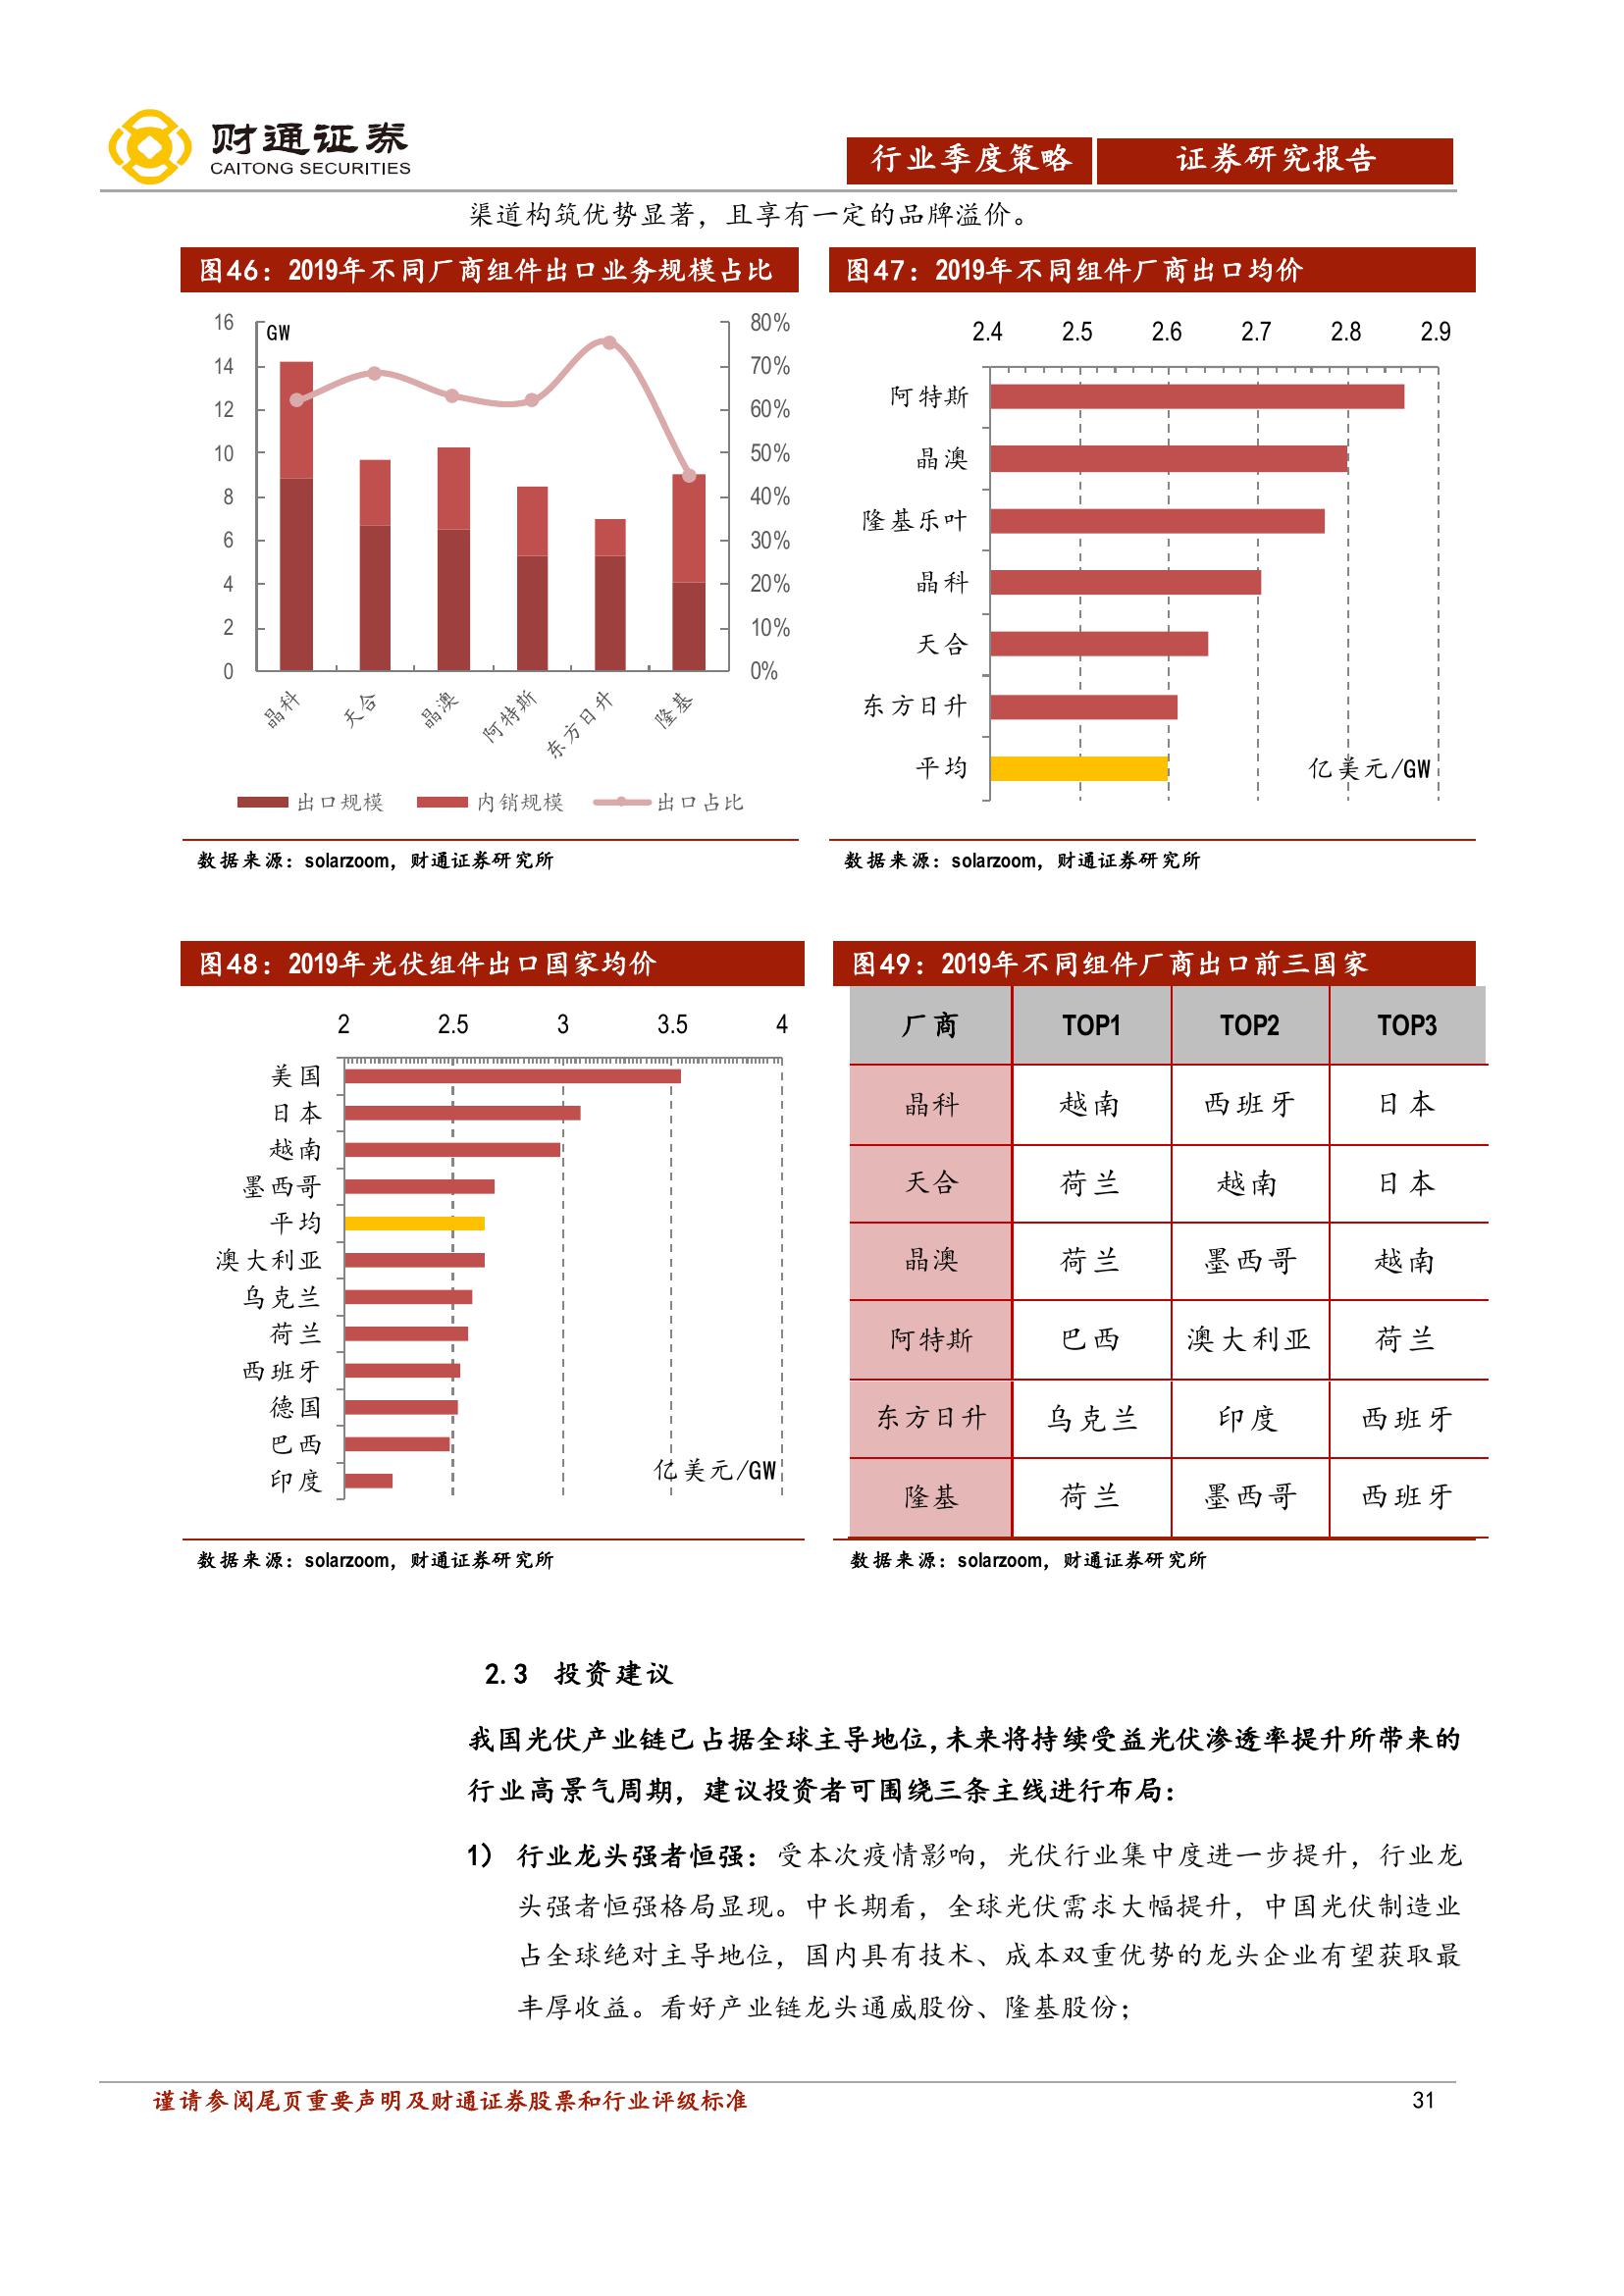 财通证券
CAITONG SECURITIES
行业季度策略 证券研究报告
渠道构筑优势显著，且享有一定的品牌溢价。
图46：2019年不同厂商组件出口业务规模占比
GW
16 80%
14 70%
12 60%
10 50%
8 40%
6 30%
4 20%
2 10%
0 0%
晶科 天合 晶澳 阿特斯 东方日升 隆基
出口规模 内销规模 出口占比
数据来源：solarzoom，财通证券研究所
图47：2019年不同组件厂商出口均价
2.4 2.5 2.6 2.7 2.8 2.9
阿特斯
晶澳
隆基乐叶
晶科
天合
东方日升
平均
亿美元/GW
数据来源：solarzoom，财通证券研究所
图48：2019年光伏组件出口国家均价
2 2.5 3 3.5 4
美国
日本
越南
墨西哥
平均
澳大利亚
乌克兰
荷兰
西班牙
德国
巴西
印度
亿美元/GW
数据来源：solarzoom，财通证券研究所
图49：2019年不同组件厂商出口前三国家
厂商 TOP1 TOP2 TOP3
晶科 越南 西班牙 日本
天合 荷兰 越南 日本
晶澳 荷兰 墨西哥 越南
阿特斯 巴西 澳大利亚 荷兰
东方日升 乌克兰 印度 西班牙
隆基 荷兰 墨西哥 西班牙
数据来源：solarzoom，财通证券研究所
2.3 投资建议
我国光伏产业链已占据全球主导地位，未来将持续受益光伏渗透率提升所带来的
行业高景气周期，建议投资者可围绕三条主线进行布局：
1） 行业龙头强者恒强：受本次疫情影响，光伏行业集中度进一步提升，行业龙
头强者恒强格局显现。中长期看，全球光伏需求大幅提升，中国光伏制造业
占全球绝对主导地位，国内具有技术、成本双重优势的龙头企业有望获取最
丰厚收益。看好产业链龙头通威股份、隆基股份；
谨请参阅尾页重要声明及财通证券股票和行业评级标准 31